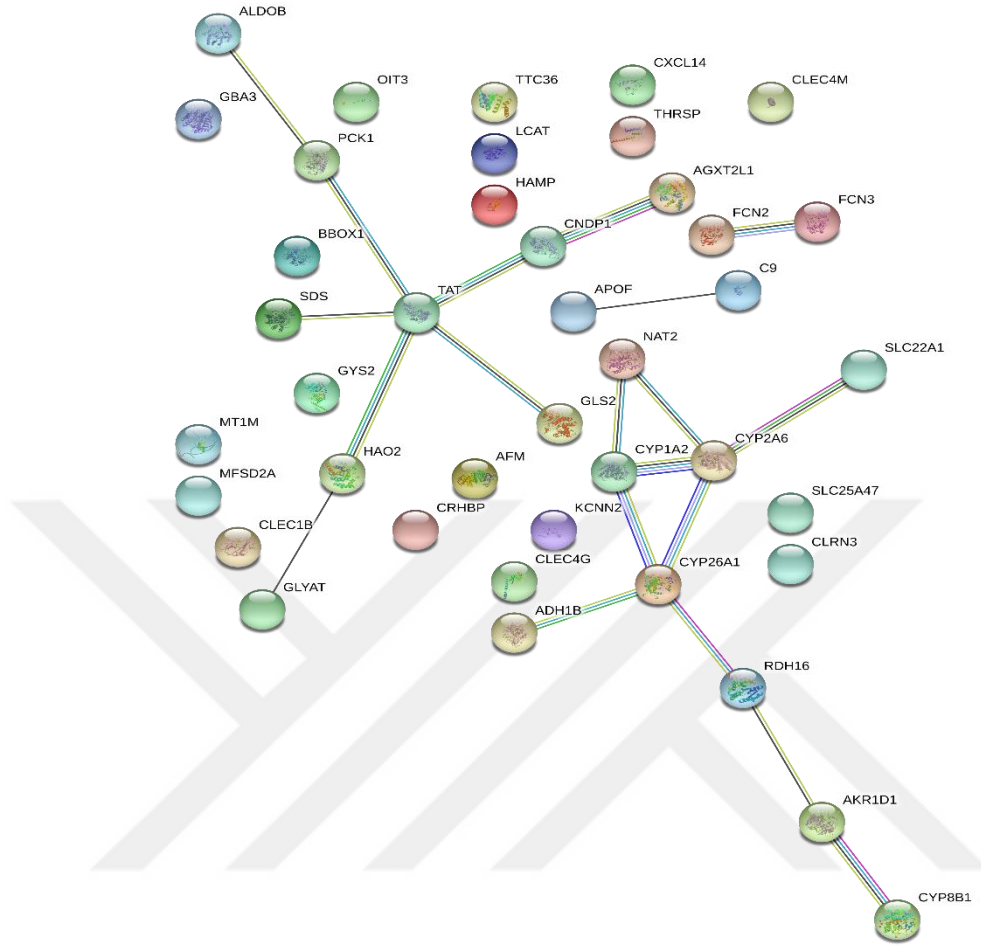 ALDOB
OIT3
TTC36
CXCL14
CLEC4M
GBA3
THRSP
PCK1
LCAT
AGXT2L1
HAMP
FCN2
FCN3
CNDP1
BBOX1
C9
TAT
APOF
SDS
NAT2
SLC22A1
GYS2
GLS2
MT1M
HAO2
AFM
CYP1A2
CYP2A6
MFSD2A
SLC25A47
CRHBP
KCNN2
CLEC1B
CLRN3
CLEC4G
CYP26A1
GLYAT
ADH1B
RDH16
AKR1D1
CYP8B1